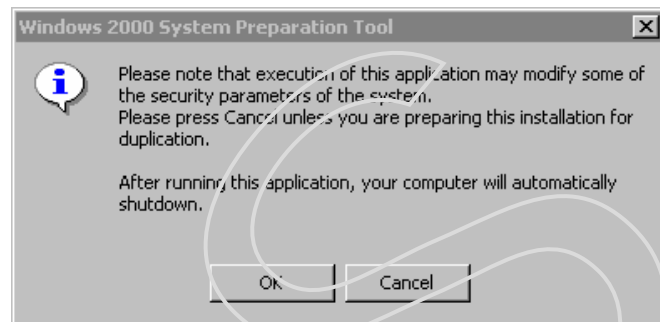 Windows 2000 System Preparation Tool
Please note that execution of this application may modify some of
the security parameters of the system.
Please press Cancel unless you are preparing this installation for
duplication.
After running this application, your computer will automatically
shutdown.
OK
Cancel